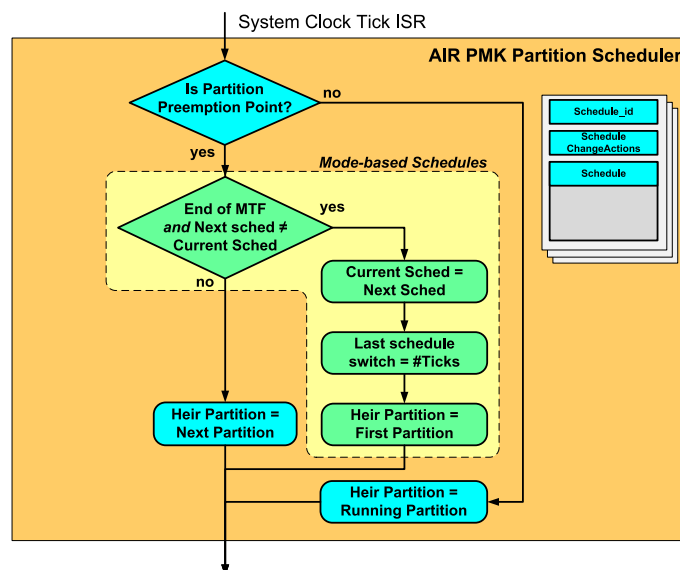 System Clock Tick ISR
AIR PMK Partition Scheduler
Is Partition
Preemption Point?
no
yes
Schedule_id
Schedule
ChangeActions
Schedule
Mode-based Schedules
End of MTF
and Next sched ≠
Current Sched
yes
no
Current Sched =
Next Sched
Last schedule
switch = #Ticks
Heir Partition =
Next Partition
Heir Partition =
First Partition
Heir Partition =
Running Partition